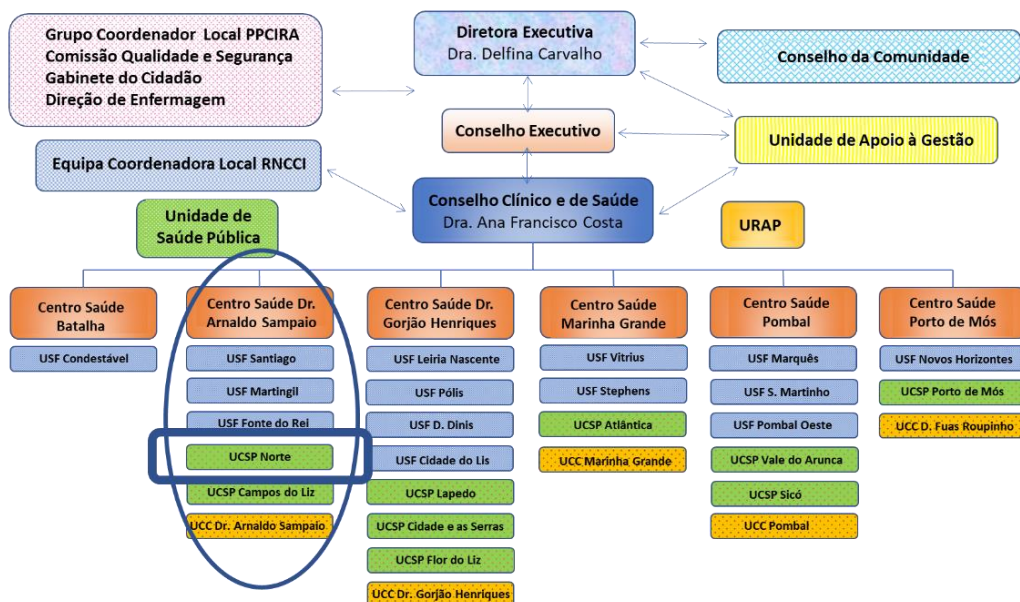 Grupo Coordenador Local PPCIRA
Comissão Qualidade e Segurança
Gabinete do Cidadão
Direção de Enfermagem
Diretora Executiva
Dra. Delfina Carvalho
Conselho da Comunidade
Conselho Executivo
Unidade de Apoio à Gestão
Equipa Coordenadora Local RNCCI
Conselho Clínico e de Saúde
Dra. Ana Francisco Costa
Unidade de
Saúde Pública
URAP
Centro Saúde
Batalha
USF Condestável
Centro Saúde Dr.
Arnaldo Sampaio
USF Santiago
USF Martingil
USF Fonte do Rei
UCSP Norte
UCSP Campos do Liz
UCC Dr. Arnaldo Sampaio
Centro Saúde Dr.
Gorjão Henriques
USF Leiria Nascente
USF Pólis
USF D. Dinis
USF Cidade do Lis
UCSP Lapedo
UCSP Cidade e as Serras
UCSP Flor do Liz
UCC Dr. Gorjão Henriques
Centro Saúde
Marinha Grande
USF Vitrius
USF Stephens
UCSP Atlântica
UCC Marinha Grande
Centro Saúde
Pombal
USF Marquês
USF S. Martinho
USF Pombal Oeste
UCSP Vale do Arunca
UCSP Sicó
UCC Pombal
Centro Saúde
Porto de Mós
USF Novos Horizontes
UCSP Porto de Mós
UCC D. Fuas Roupinho